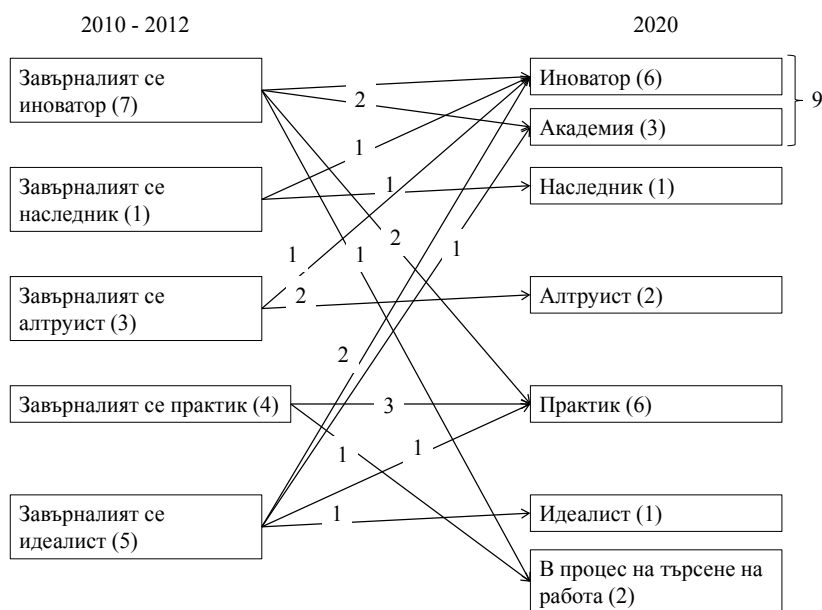 2010 - 2012
2020
Завърналият се
иноватор (7)
Завърналият се
наследник (1)
Завърналият се
алтруист (3)
Завърналият се практик (4)
Завърналият се
идеалист (5)
2
1
1
1
2
2
1
1
2
3
1
1
1
Иноватор (6)
Академия (3)
9
Наследник (1)
Алтруист (2)
Практик (6)
Идеалист (1)
В процес на търсене на
работа (2)